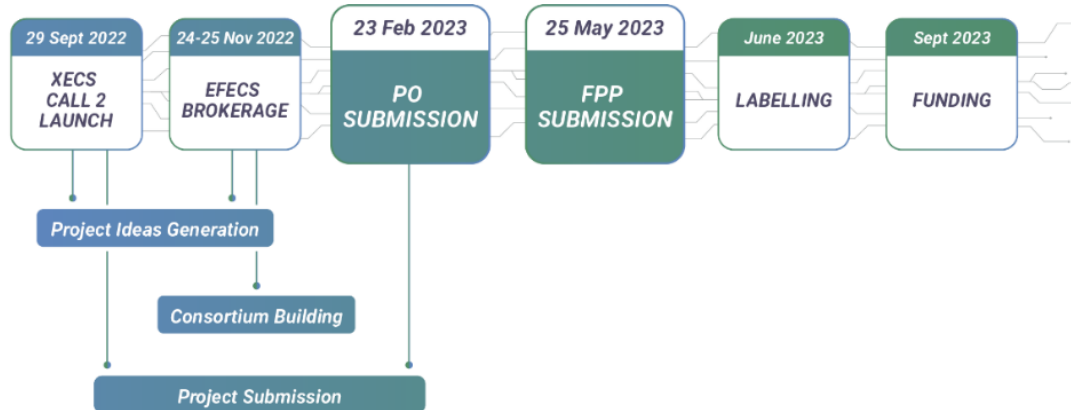 29 Sept 2022
XECS
CALL 2
LAUNCH
24-25 Nov 2022
EFECS
BROKERAGE
23 Feb 2023
PO
SUBMISSION
25 May 2023
FPP
SUBMISSION
June 2023
LABELLING
Sept 2023
FUNDING
Project Ideas Generation
Consortium Building
Project Submission